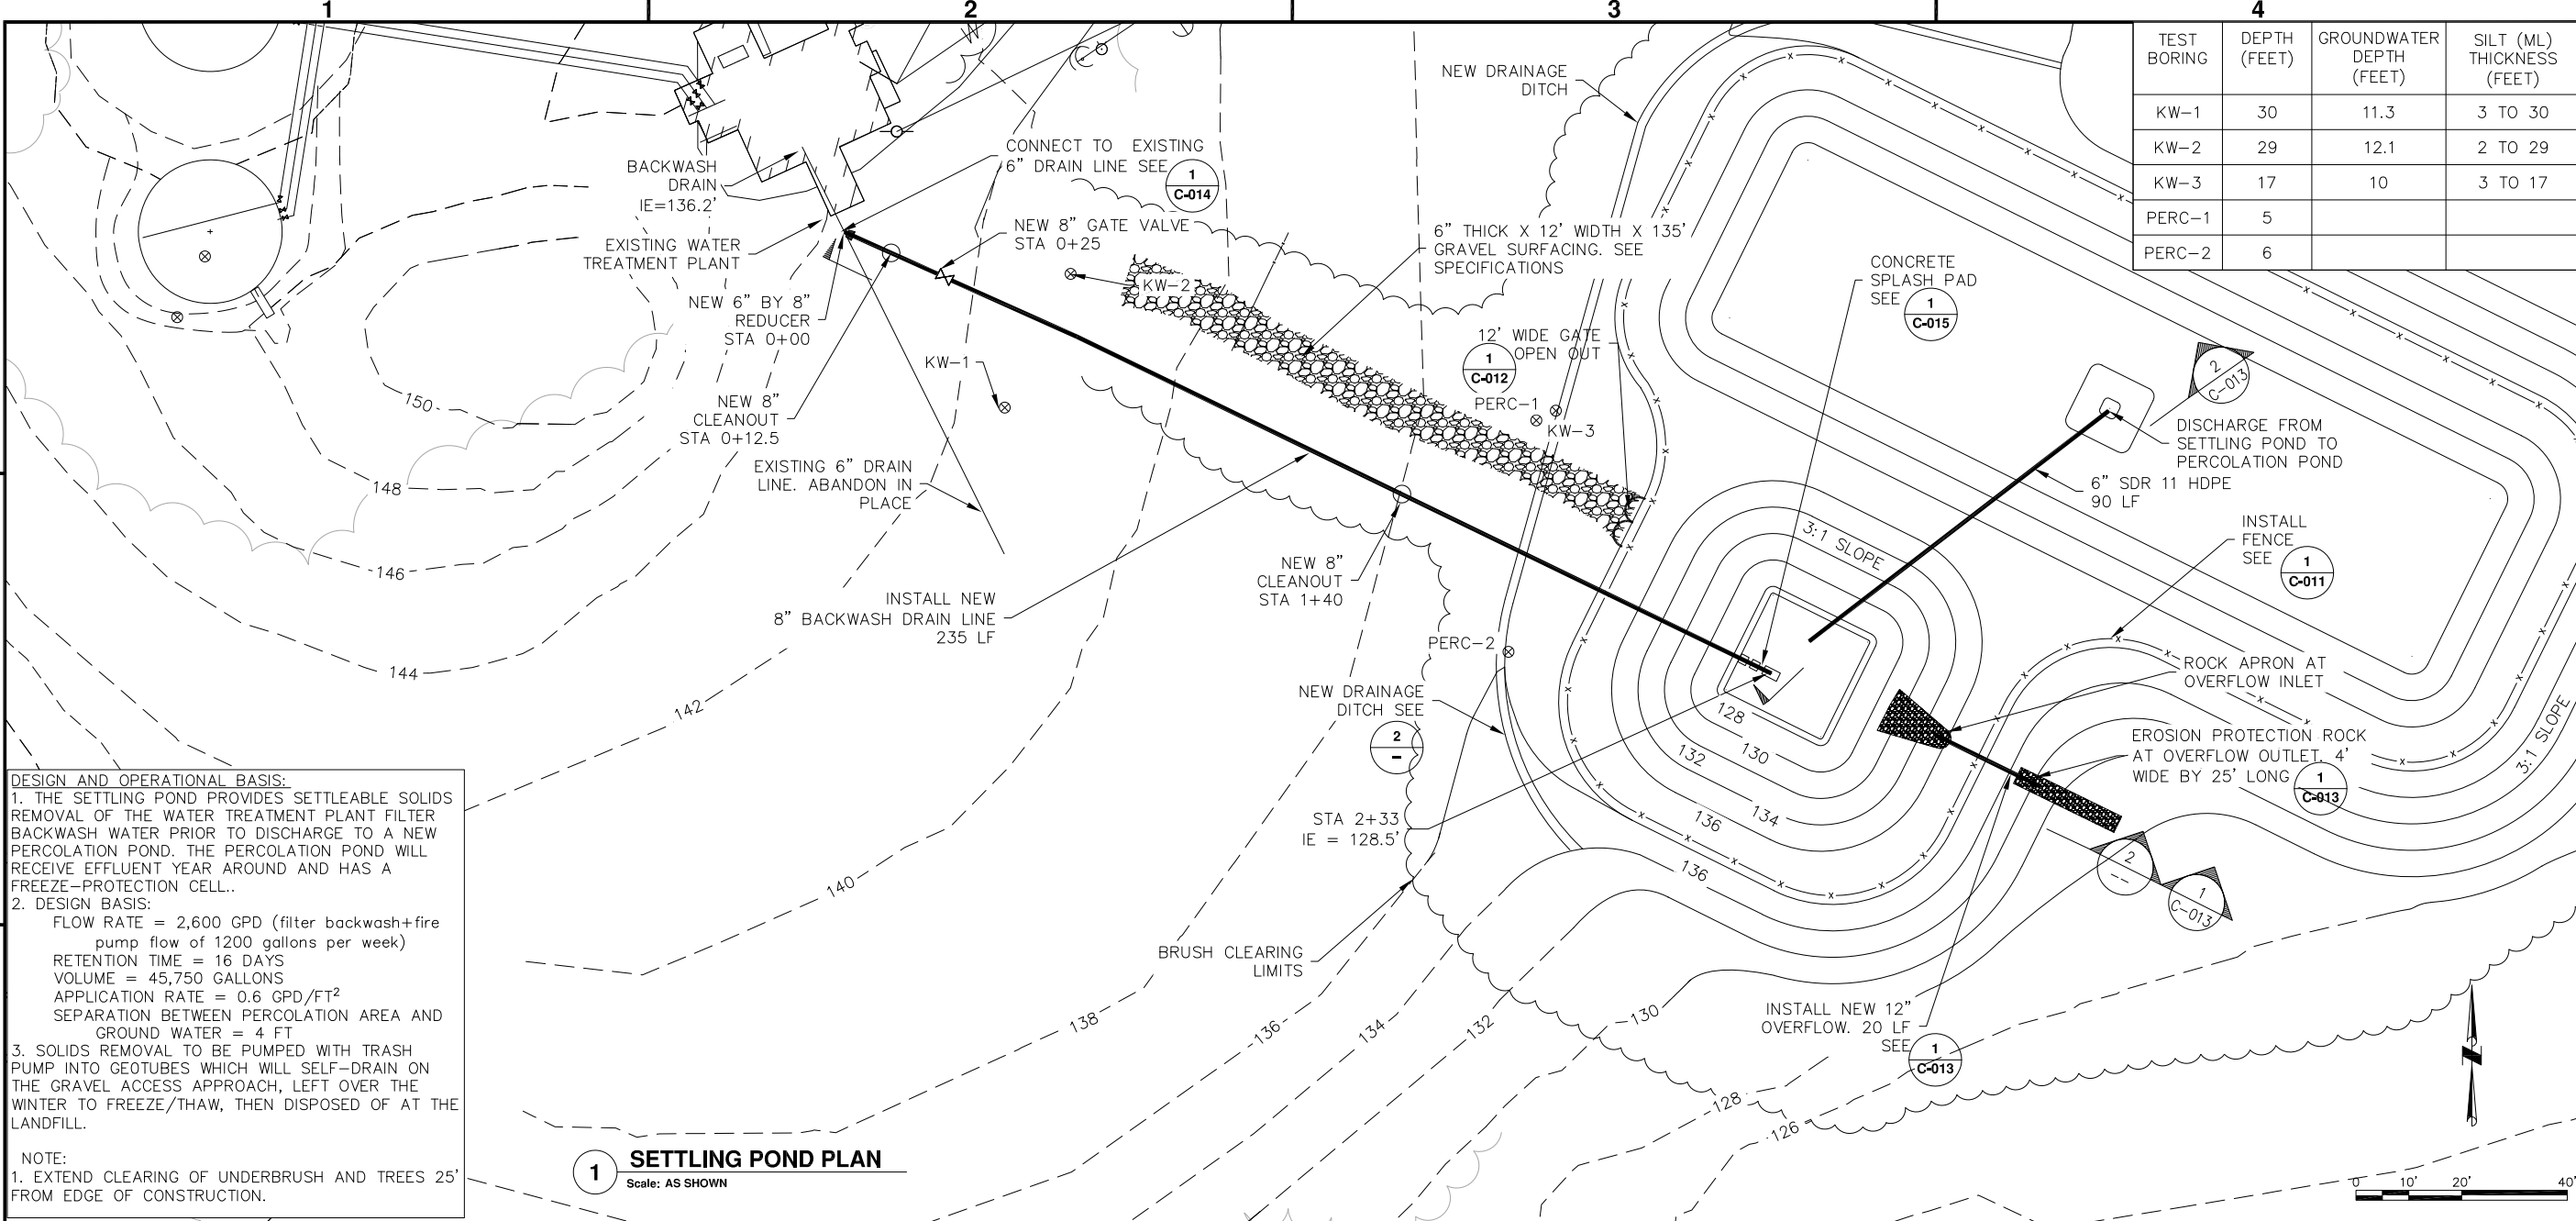 1
2
3
4
TEST BORING
DEPTH (FEET)
GROUNDWATER DEPTH (FEET)
SILT (ML) THICKNESS (FEET)
KW-1 30 11.3 3 TO 30
KW-2 29 12.1 2 TO 29
KW-3 17 10 3 TO 17
PERC-1 5
PERC-2 6
NEW DRAINAGE
DITCH
BACKWASH
DRAIN
IE=136.2'
CONNECT TO EXISTING
6" DRAIN LINE SEE
1
C-014
EXISTING WATER
TREATMENT PLANT
NEW 8" GATE VALVE
STA 0+25
KW-2
6" THICK X 12' WIDTH X 135'
GRAVEL SURFACING. SEE
SPECIFICATIONS
CONCRETE
SPLASH PAD
SEE
1
C-015
NEW 6" BY 8"
REDUCER
STA 0+00
KW-1
12' WIDE GATE
OPEN OUT
1
C-012
PERC-1
KW-3
2
C-013
NEW 8"
CLEANOUT
STA 0+12.5
150
148
146
144
142
140
138
136
134
132
130
128
126
DISCHARGE FROM
SETTLING POND TO
PERCOLATION POND
6" SDR 11 HDPE
90 LF
EXISTING 6" DRAIN
LINE. ABANDON IN
PLACE
INSTALL
FENCE
SEE
1
C-011
3:1 SLOPE
NEW 8"
CLEANOUT
STA 1+40
INSTALL NEW
8" BACKWASH DRAIN LINE
235 LF
PERC-2
NEW DRAINAGE
DITCH SEE
2
–
128
130
132
134
136
136
ROCK APRON AT
OVERFLOW INLET
EROSION PROTECTION ROCK
AT OVERFLOW OUTLET. 4'
WIDE BY 25' LONG
1
C-013
3:1 SLOPE
STA 2+33
IE = 128.5'
2
--
1
C-013
BRUSH CLEARING
LIMITS
INSTALL NEW 12"
OVERFLOW. 20 LF
SEE
1
C-013
DESIGN AND OPERATIONAL BASIS:
1. THE SETTLING POND PROVIDES SETTLEABLE SOLIDS
REMOVAL OF THE WATER TREATMENT PLANT FILTER
BACKWASH WATER PRIOR TO DISCHARGE TO A NEW
PERCOLATION POND. THE PERCOLATION POND WILL
RECEIVE EFFLUENT YEAR AROUND AND HAS A
FREEZE-PROTECTION CELL..
2. DESIGN BASIS:
FLOW RATE = 2,600 GPD (filter backwash+fire
pump flow of 1200 gallons per week)
RETENTION TIME = 16 DAYS
VOLUME = 45,750 GALLONS
APPLICATION RATE = 0.6 GPD/FT²
SEPARATION BETWEEN PERCOLATION AREA AND
GROUND WATER = 4 FT
3. SOLIDS REMOVAL TO BE PUMPED WITH TRASH
PUMP INTO GEOTUBES WHICH WILL SELF-DRAIN ON
THE GRAVEL ACCESS APPROACH, LEFT OVER THE
WINTER TO FREEZE/THAW, THEN DISPOSED OF AT THE
LANDFILL.
NOTE:
1. EXTEND CLEARING OF UNDERBRUSH AND TREES 25'
FROM EDGE OF CONSTRUCTION.
1
SETTLING POND PLAN
Scale: AS SHOWN
N
0 10' 20' 40'